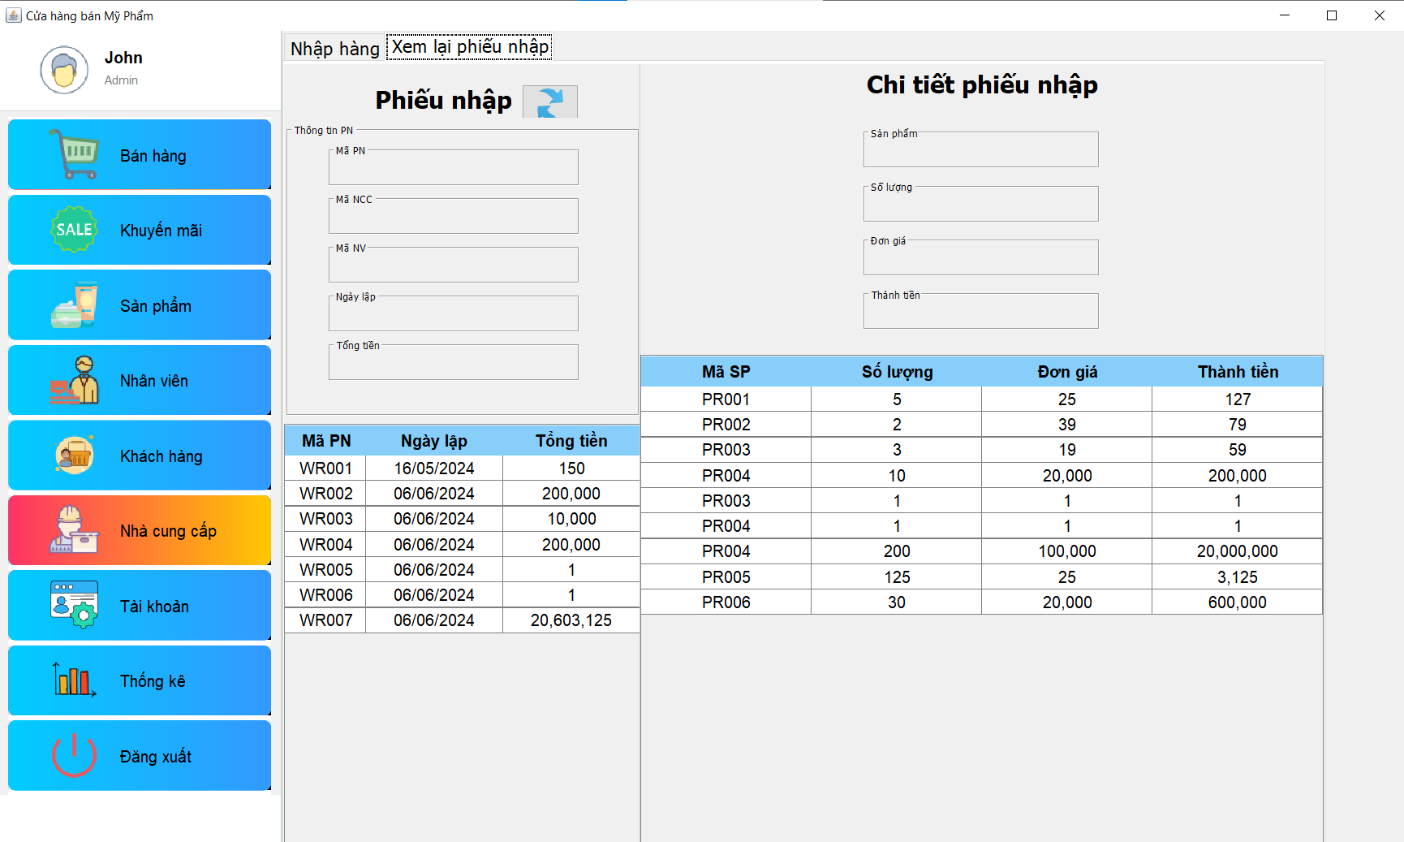 Cửa hàng bán Mỹ Phẩm
John
Admin
Bán hàng
SALE
Khuyến mãi
Sản phẩm
Nhân viên
Khách hàng
Nhà cung cấp
Tài khoản
Thống kê
Đăng xuất
Nhập hàng
Xem lại phiếu nhập
Phiếu nhập
Thông tin PN
Mã PN
Mã NCC
Mã NV
Ngày lập
Tổng tiền
Mã PN Ngày lập Tổng tiền
WR001 16/05/2024 150
WR002 06/06/2024 200,000
WR003 06/06/2024 10,000
WR004 06/06/2024 200,000
WR005 06/06/2024 1
WR006 06/06/2024 1
WR007 06/06/2024 20,603,125
Chi tiết phiếu nhập
Sản phẩm
Số lượng
Đơn giá
Thành tiền
Mã SP Số lượng Đơn giá Thành tiền
PR001 5 25 127
PR002 2 39 79
PR003 3 19 59
PR004 10 20,000 200,000
PR003 1 1 1
PR004 1 1 1
PR004 200 100,000 20,000,000
PR005 125 25 3,125
PR006 30 20,000 600,000